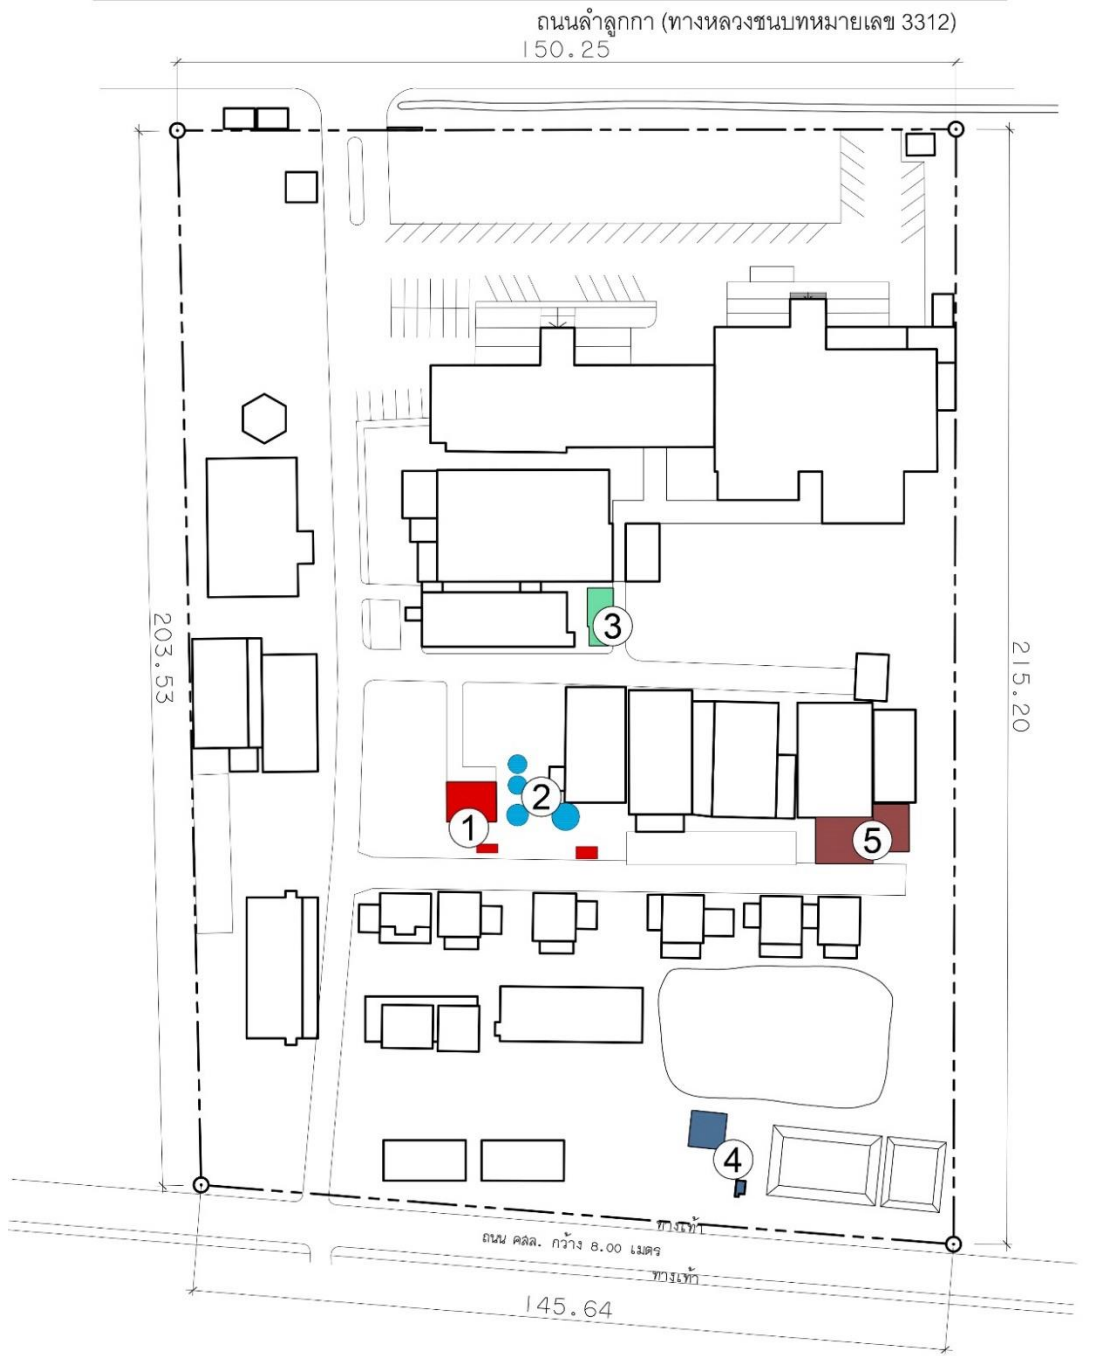 ถนนลำลูกกา (ทางหลวงชนบทหมายเลข 3312)
150.25
203.53
215.20
3
2
1
5
4
ทางเท้า
ถนน คสล. กว้าง 8.00 เมตร
ทางเท้า
145.64